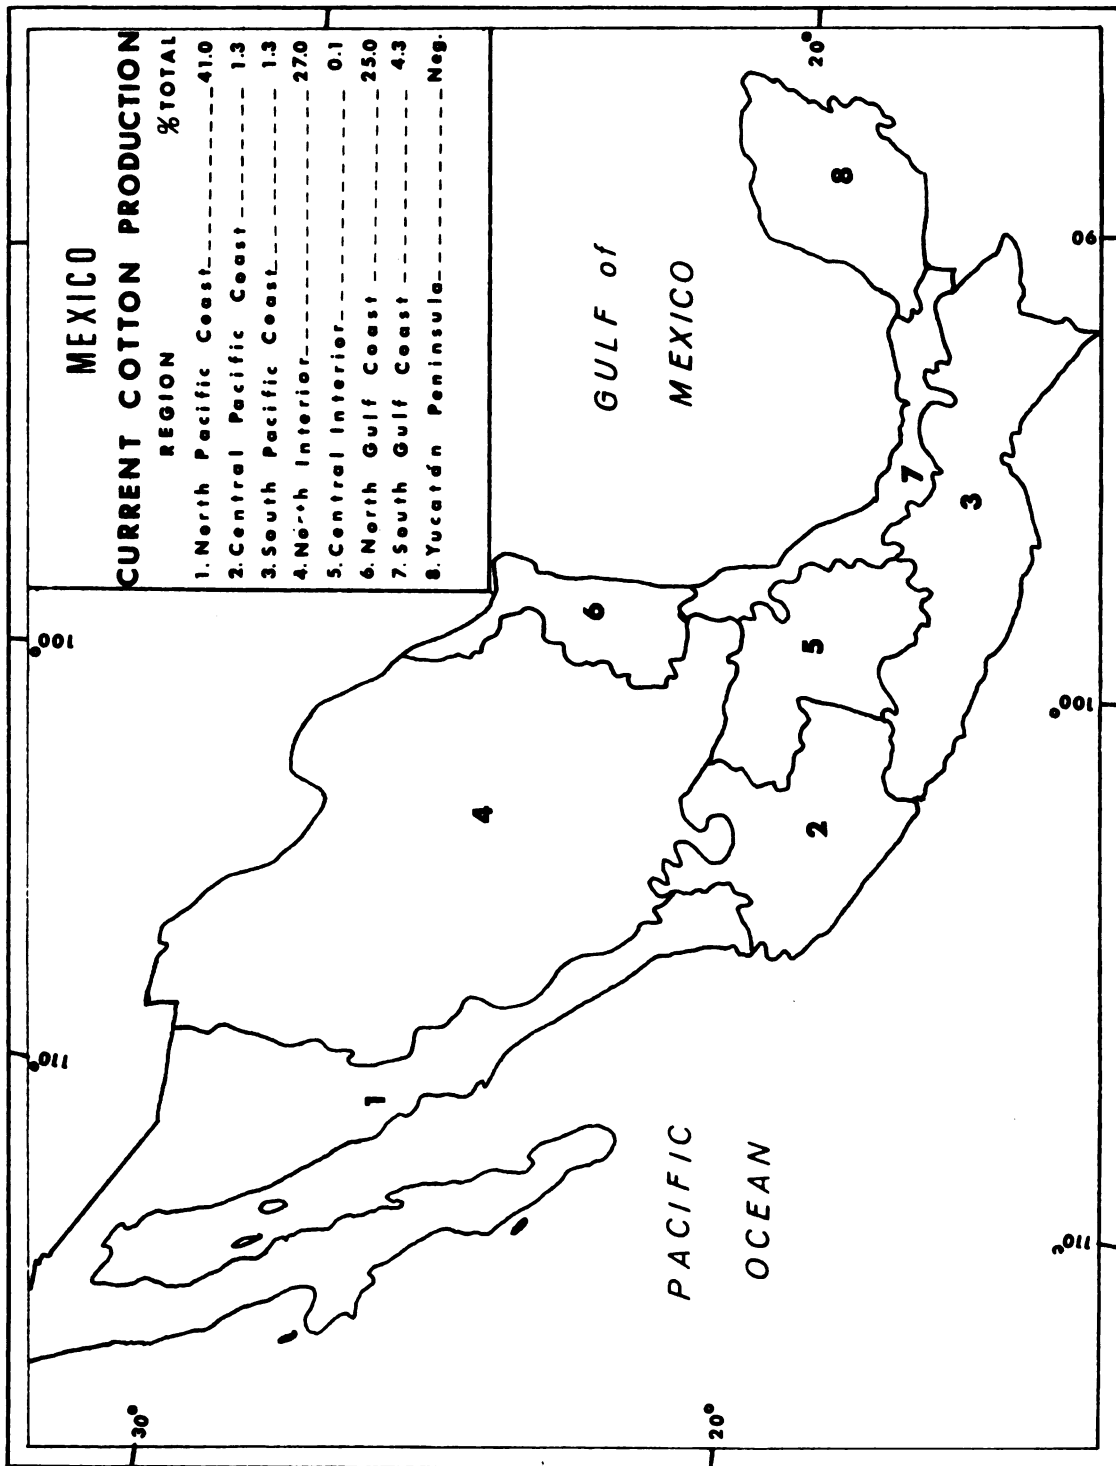 MEXICO
CURRENT COTTON PRODUCTION
REGION %TOTAL
1. North Pacific Coast 41.0
2. Central Pacific Coast 1.3
3. South Pacific Coast 1.3
4. North Interior 27.0
5. Central Interior 0.1
6. North Gulf Coast 25.0
7. South Gulf Coast 4.3
8. Yucatán Peninsula Neg.
110°
100°
30°
20°
20°
110°
100°
90
GULF of
MEXICO
PACIFIC
OCEAN
1
2
3
4
5
6
7
8